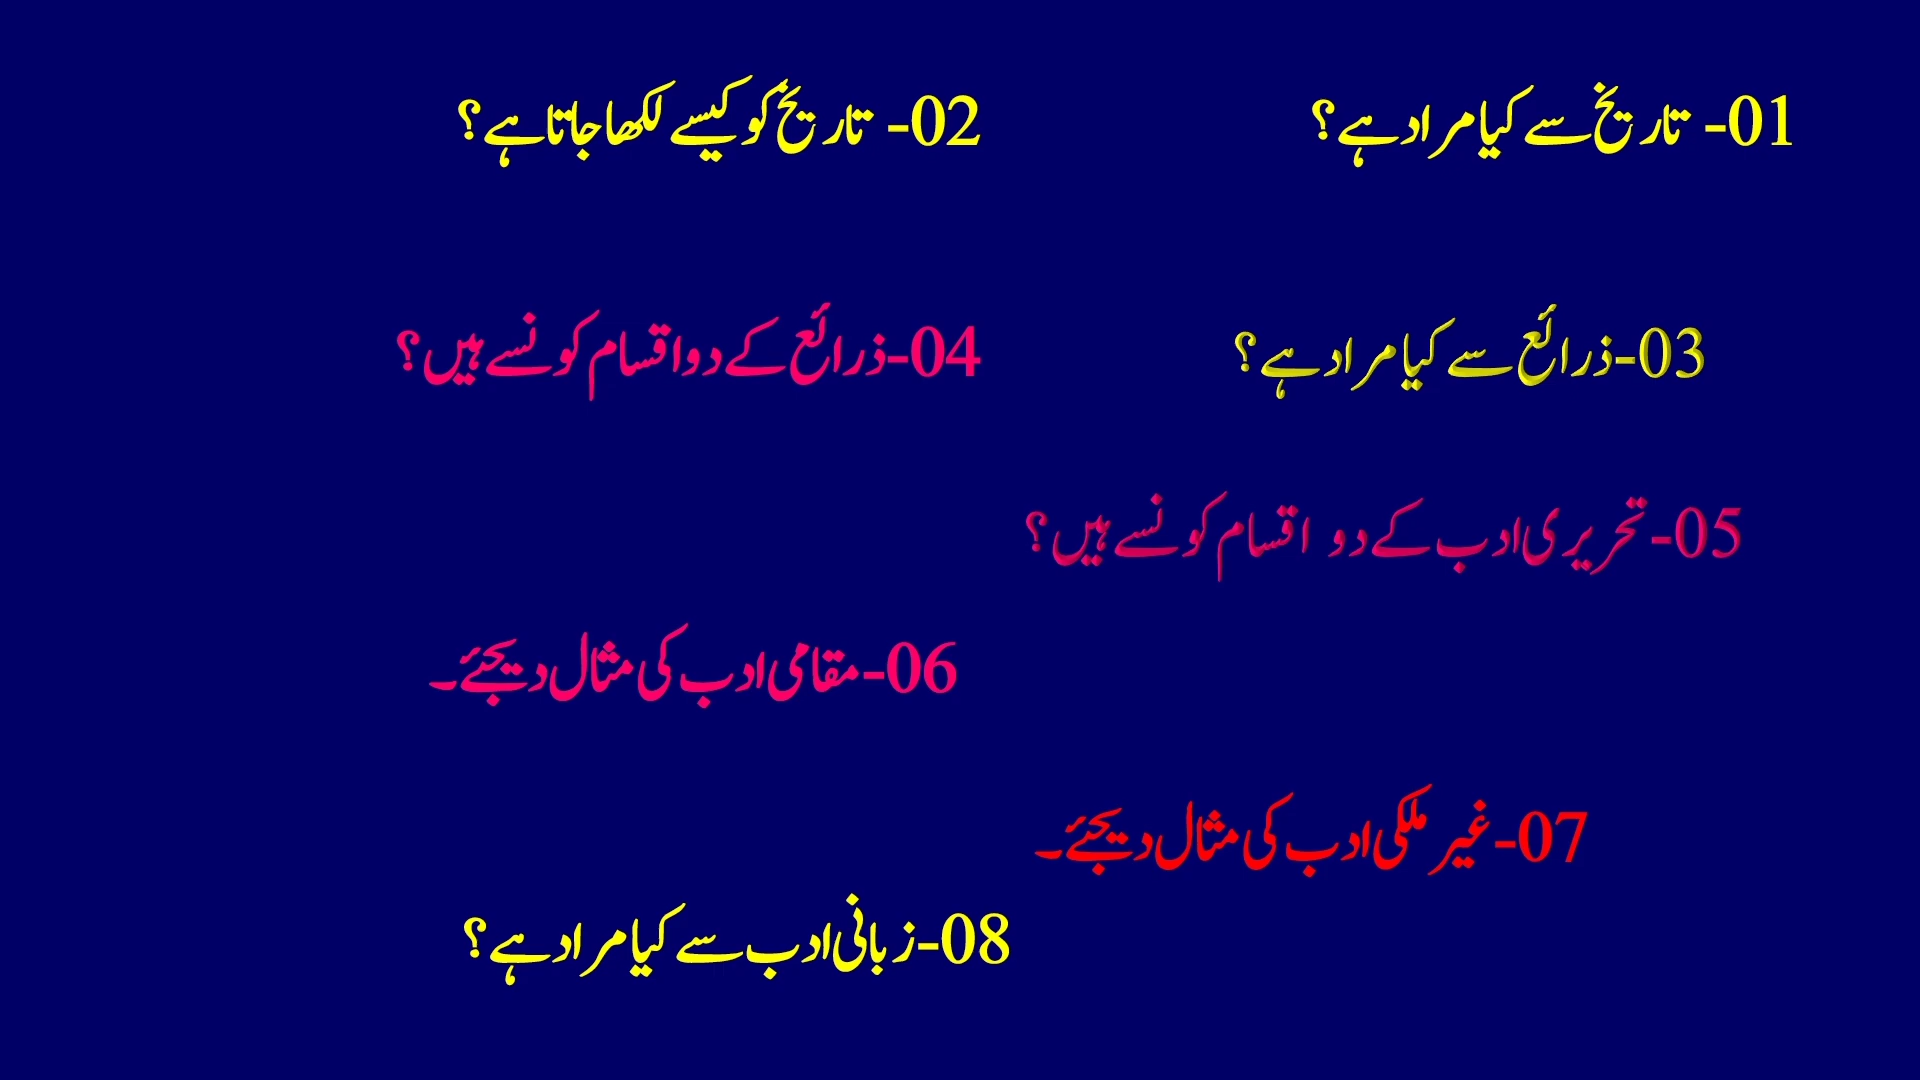 01- تاریخ سے کیا مراد ہے؟
02- تاریخ کو کیسے لکھا جاتا ہے؟
03-ذرائع سے کیا مراد ہے؟
04-ذرائع کے دو اقسام کونسے ہیں؟
05-تحریری ادب کے دو اقسام کونسے ہیں؟
06-مقامی ادب کی مثال دیجئے۔
07-غیر ملکی ادب کی مثال دیجئے۔
08-زبانی ادب سے کیا مراد ہے؟